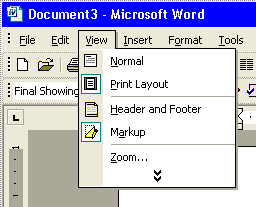 Document3 - Microsoft Word
File Edit View Insert Format Tools
Normal
Print Layout
Final Showing
Header and Footer
Markup
Zoom...